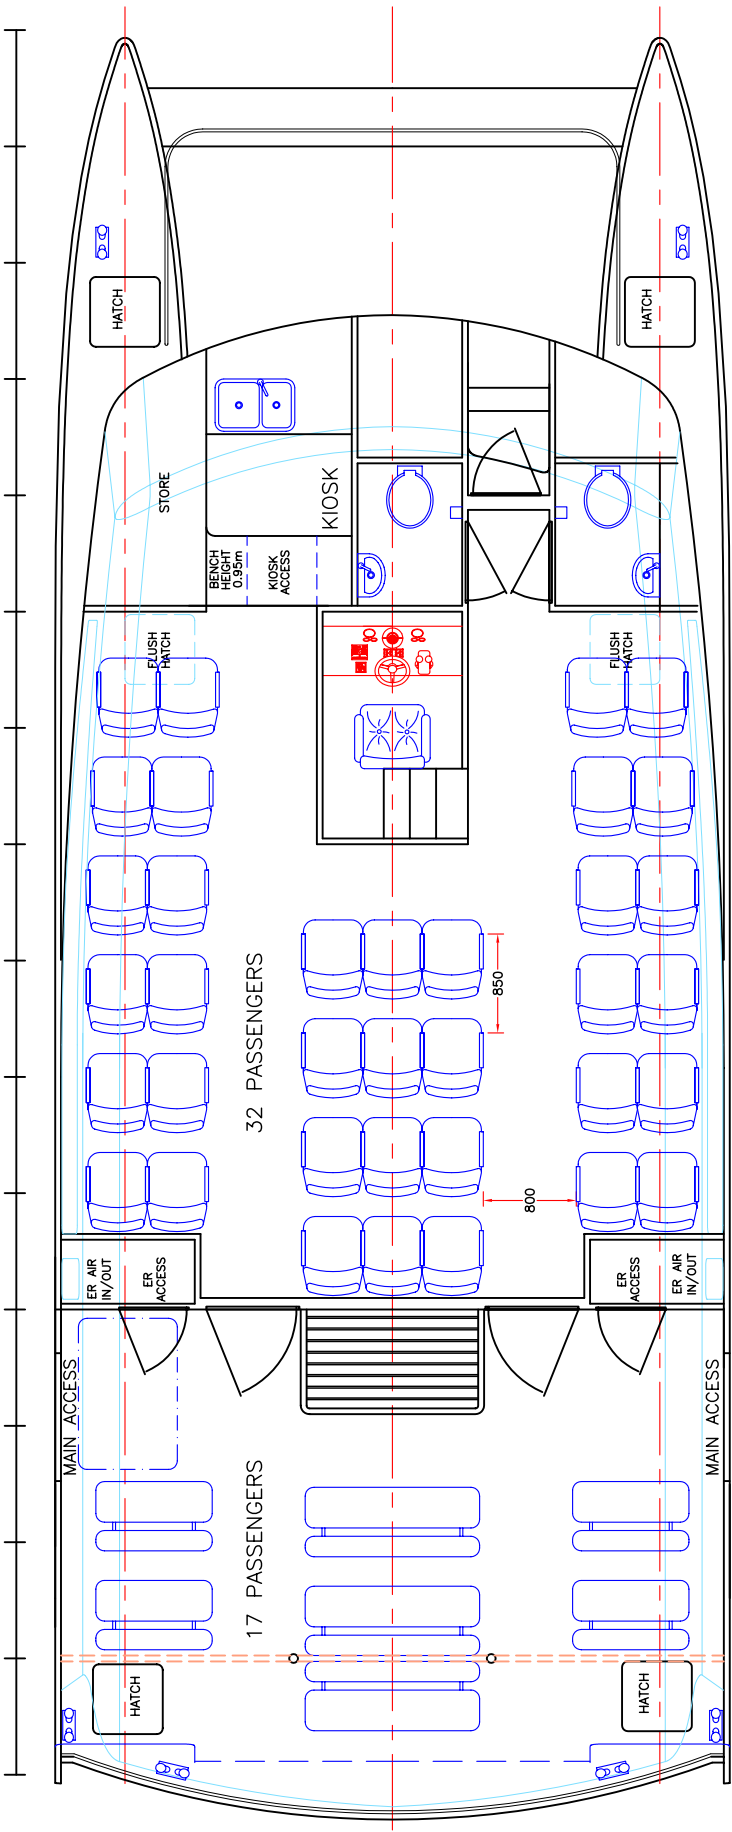 HATCH
HATCH
STORE
KIOSK
BENCH
HEIGHT
0.95m
KIOSK
ACCESS
FLUSH
HATCH
FLUSH
HATCH
32 PASSENGERS
850
800
ER AIR
IN/OUT
ER
ACCESS
ER
ACCESS
ER AIR
IN/OUT
MAIN ACCESS
MAIN ACCESS
17 PASSENGERS
HATCH
HATCH